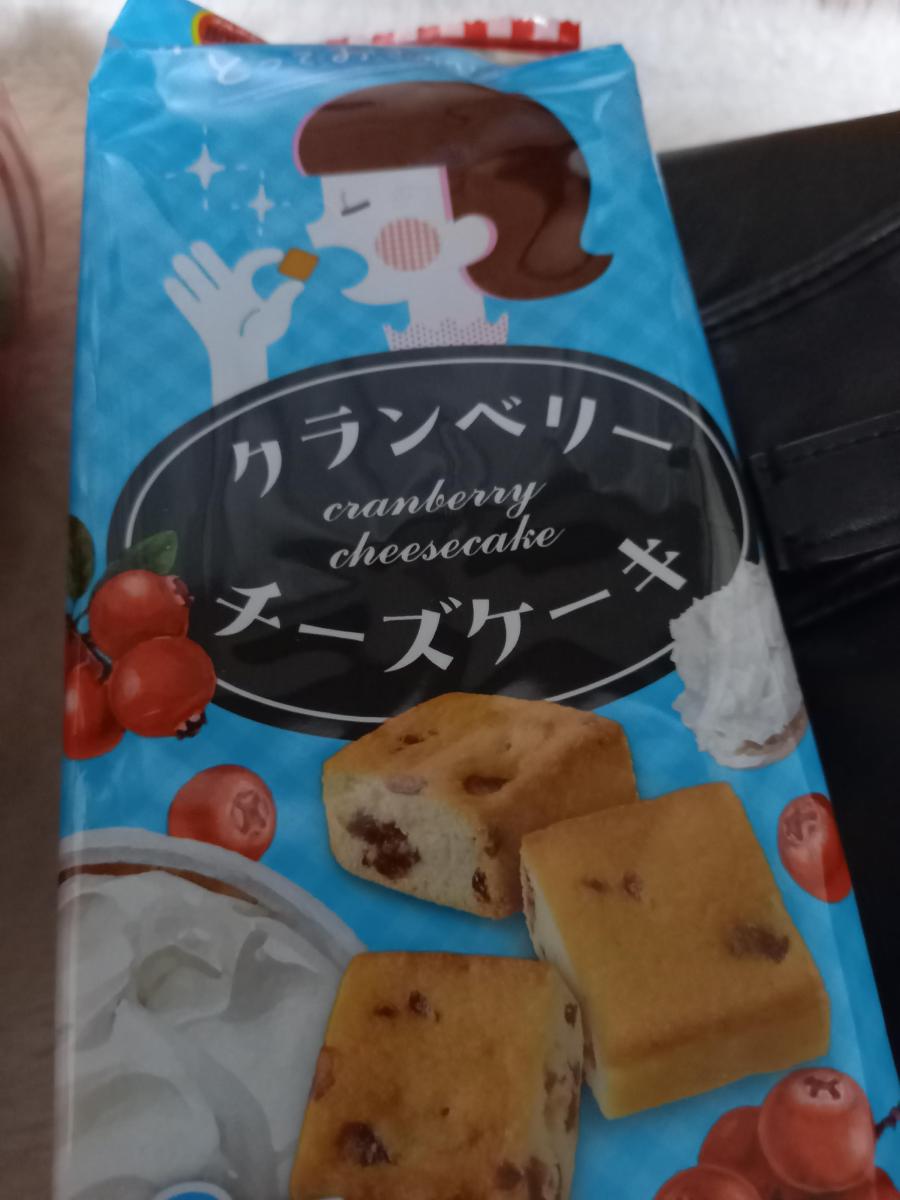 クランベリー
cranberry
cheesecake
チーズケーキ